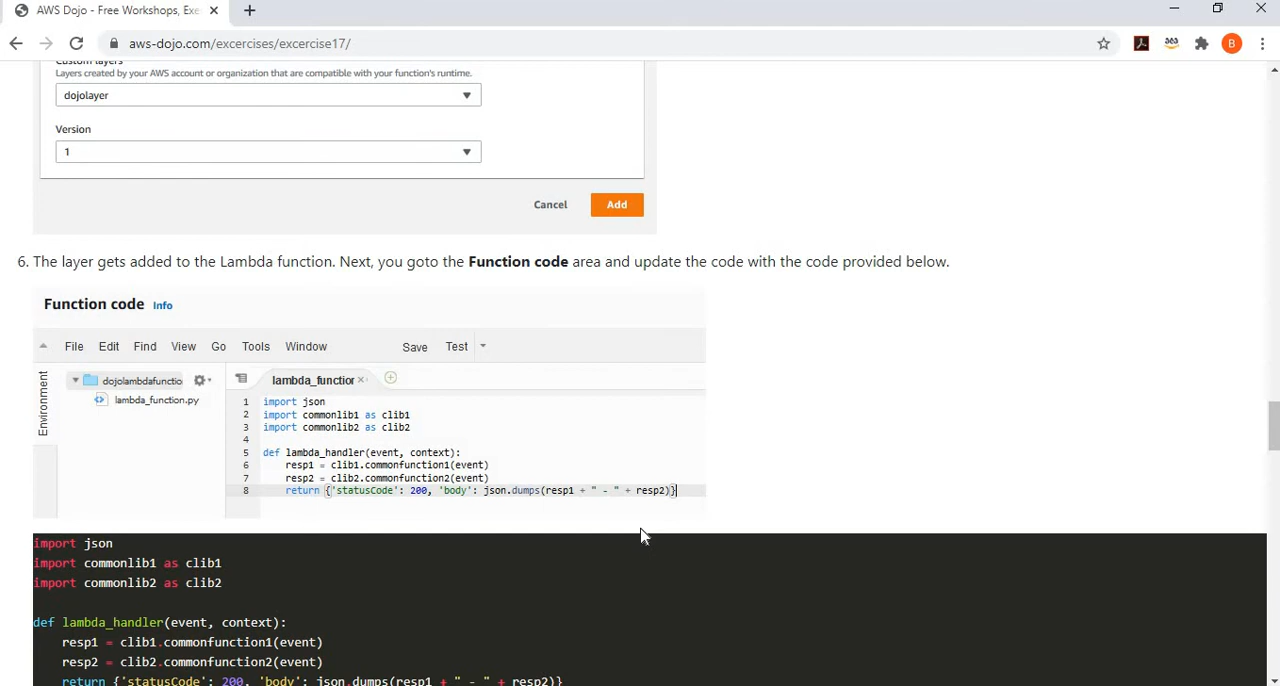 AWS Dojo - Free Workshops, Exe
aws-dojo.com/excercises/excercise17/
B
Custom layers
Layers created by your AWS account or organization that are compatible with your function's runtime.
dojolayer
Version
1
Cancel Add
6. The layer gets added to the Lambda function. Next, you goto the Function code area and update the code with the code provided below.
Function code Info
File Edit Find View Go Tools Window Save Test
Environment
dojolambdafunctio
lambda_function.py
lambda_function
1 import json
2 import commonlib1 as clib1
3 import commonlib2 as clib2
4
5 def lambda_handler(event, context):
6 resp1 = clib1.commonfunction1(event)
7 resp2 = clib2.commonfunction2(event)
8 return {'statusCode': 200, 'body': json.dumps(resp1 + " - " + resp2)}
import json
import commonlib1 as clib1
import commonlib2 as clib2
def lambda_handler(event, context):
resp1 = clib1.commonfunction1(event)
resp2 = clib2.commonfunction2(event)
return {'statusCode': 200, 'body': json.dumps(resp1 + " - " + resp2)}